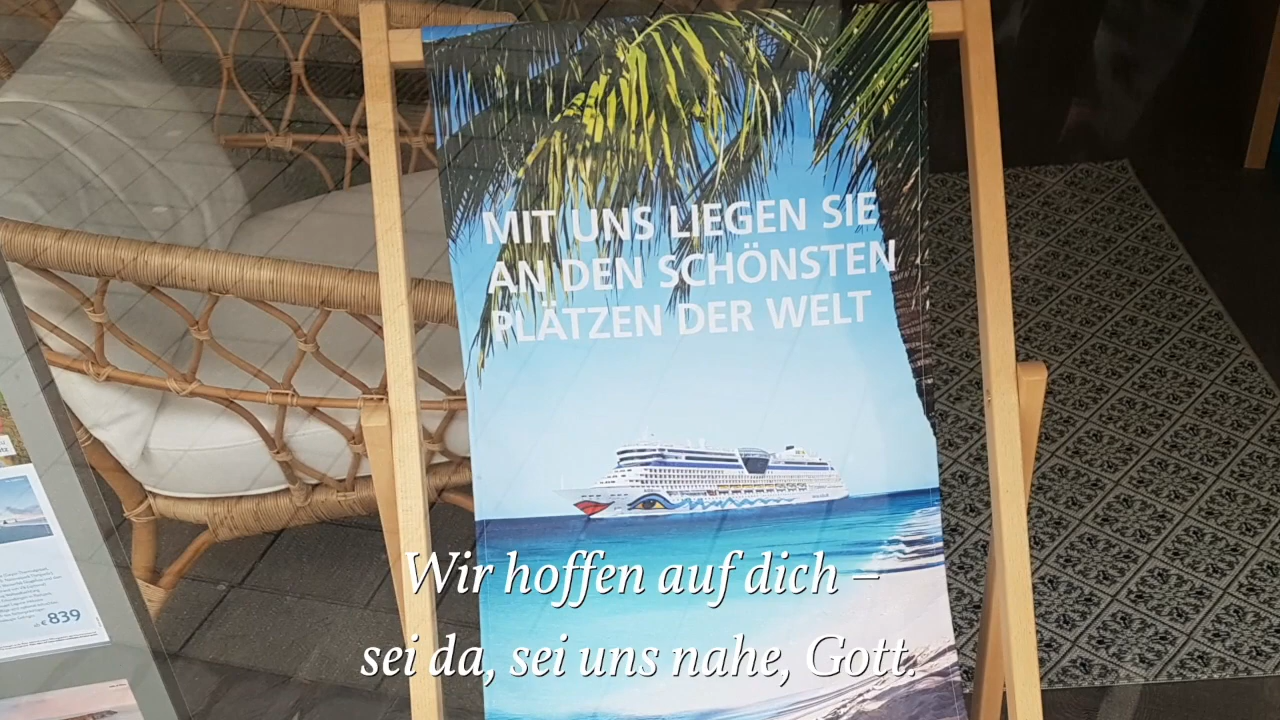 MIT UNS LIEGEN SIE
AN DEN SCHÖNSTEN
PLÄTZEN DER WELT
€839
Wir hoffen auf dich –
sei da, sei uns nahe, Gott.